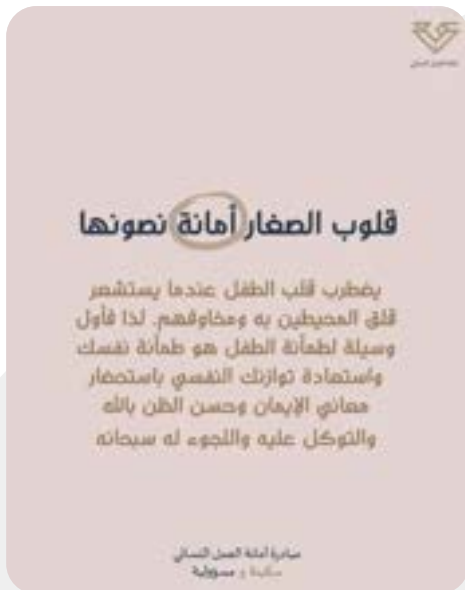 قلوب الصغار أمانة نصونها
يضطرب قلب الطفل عندما يستشعر
قلق المحيطين به ومخاوفهم. لذا فأول
وسيلة لطمأنة الطفل هو طمأنة نفسك
واستعادة توازنك النفسي باستحضار
معاني الإيمان وحسن الظن بالله
والتوكل عليه واللجوء له سبحانه
مبادرة أمانة العمل النسائي
سكينة و مسؤولية